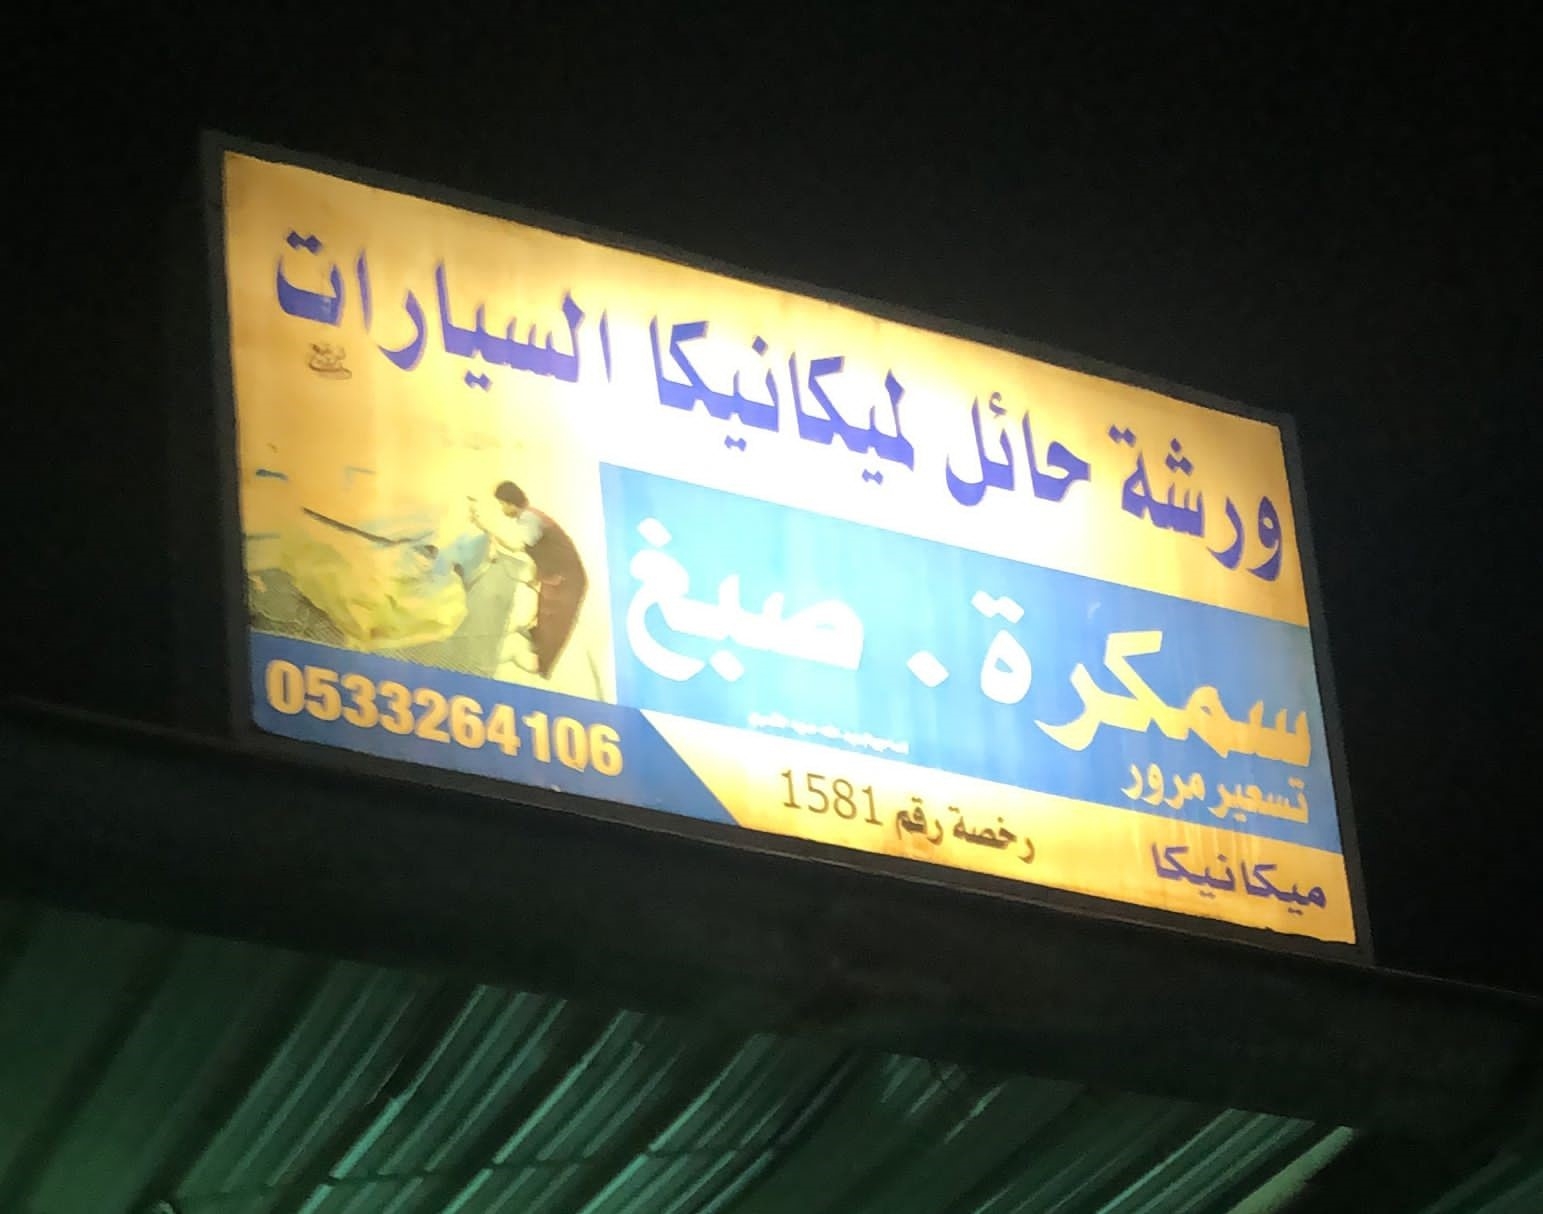 ورشة حائل لميكانيكا السيارات
سمكرة . صبغ
تسعير مرور
ميكانيكا
رخصة رقم 1581
0533264106